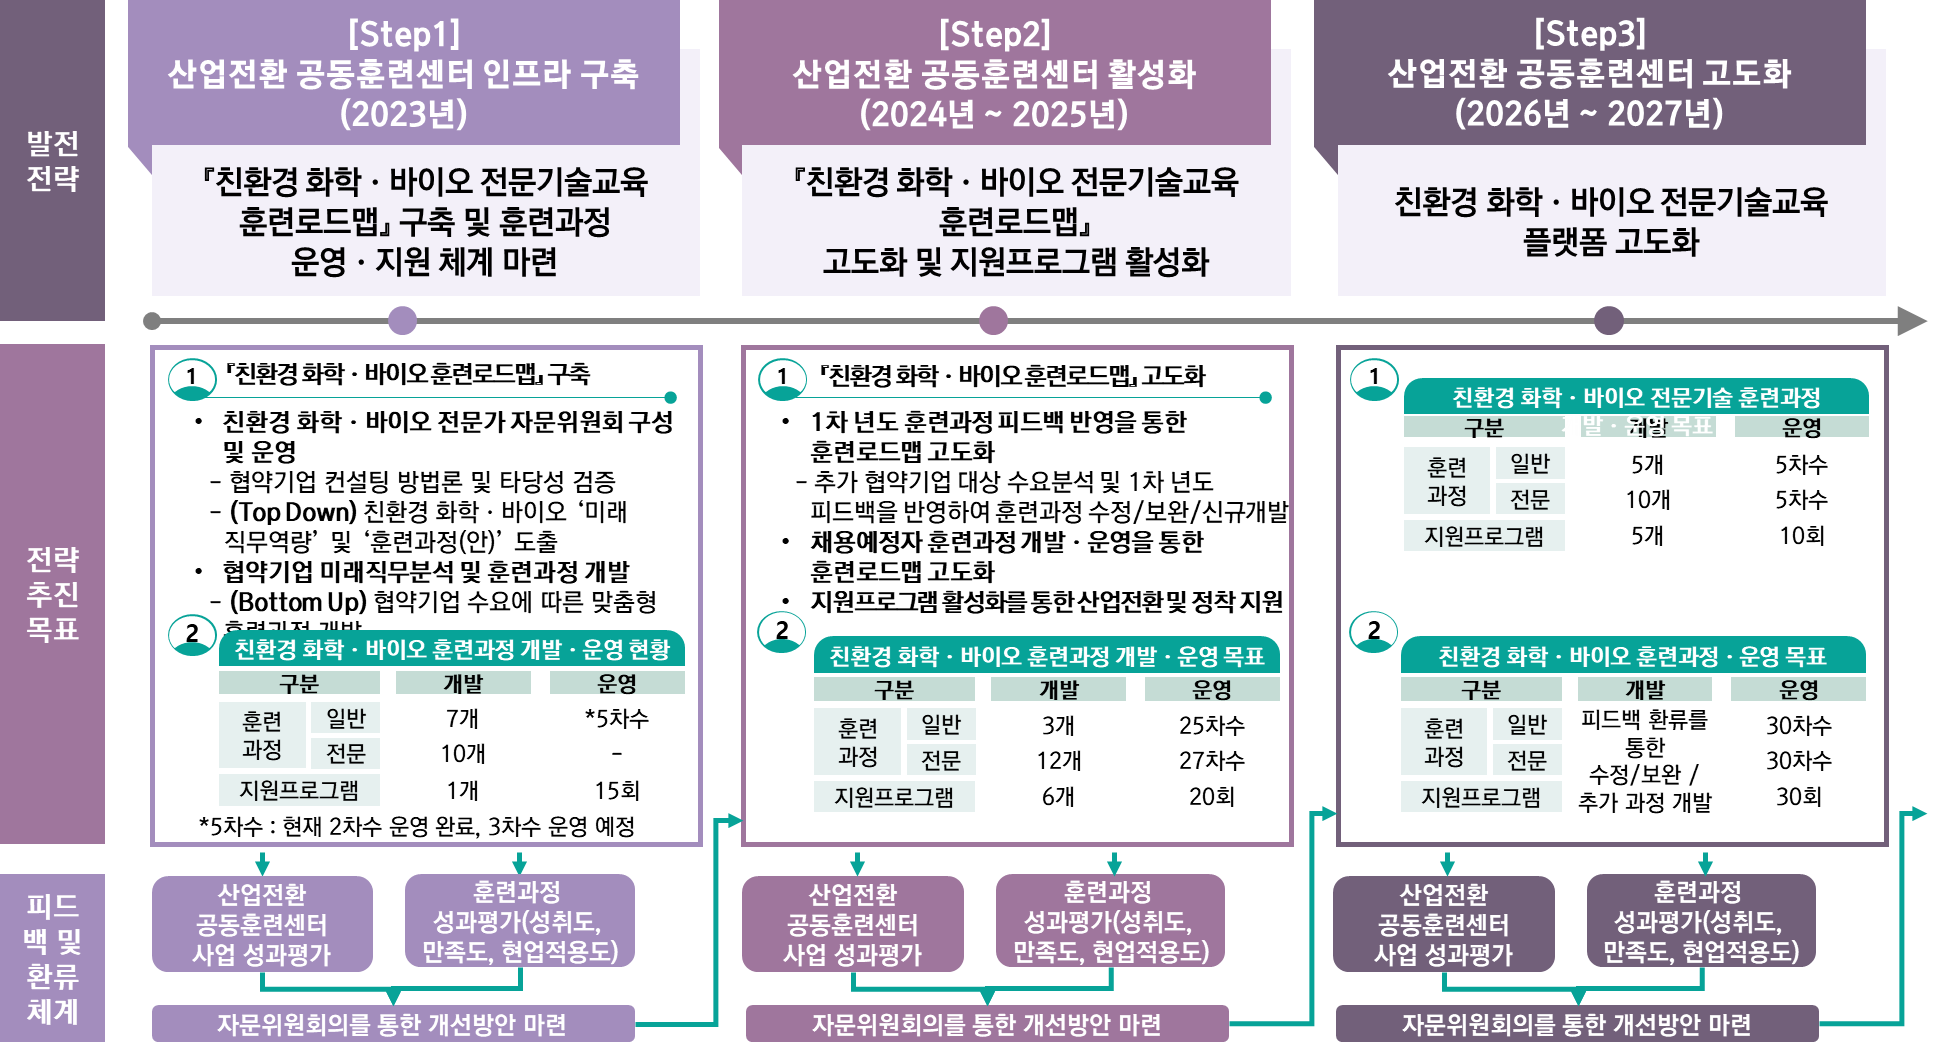 발전
전략
[Step1]
산업전환 공동훈련센터 인프라 구축
(2023년)
『친환경 화학 · 바이오 전문기술교육
훈련로드맵』 구축 및 훈련과정
운영 · 지원 체계 마련
[Step2]
산업전환 공동훈련센터 활성화
(2024년 ~ 2025년)
『친환경 화학 · 바이오 전문기술교육
훈련로드맵』
고도화 및 지원프로그램 활성화
[Step3]
산업전환 공동훈련센터 고도화
(2026년 ~ 2027년)
친환경 화학 · 바이오 전문기술교육
플랫폼 고도화
전략
추진
목표
1 『친환경 화학 · 바이오 훈련로드맵』 구축
• 친환경 화학 · 바이오 전문가 자문위원회 구성
및 운영
- 협약기업 컨설팅 방법론 및 타당성 검증
- (Top Down) 친환경 화학 · 바이오 ‘미래
직무역량’ 및 ‘훈련과정(안)’ 도출
• 협약기업 미래직무분석 및 훈련과정 개발
- (Bottom Up) 협약기업 수요에 따른 맞춤형
훈련과정 개발
2 친환경 화학 · 바이오 훈련과정 개발 · 운영 현황
구분 개발 운영
훈련
과정
일반 7개 *5차수
전문 10개 -
지원프로그램 1개 15회
*5차수 : 현재 2차수 운영 완료, 3차수 운영 예정
1 『친환경 화학 · 바이오 훈련로드맵』 고도화
• 1차 년도 훈련과정 피드백 반영을 통한
훈련로드맵 고도화
- 추가 협약기업 대상 수요분석 및 1차 년도
피드백을 반영하여 훈련과정 수정/보완/신규개발
• 채용예정자 훈련과정 개발 · 운영을 통한
훈련로드맵 고도화
• 지원프로그램 활성화를 통한 산업전환 및 정착 지원
2 친환경 화학 · 바이오 훈련과정 개발 · 운영 목표
구분 개발 운영
훈련
과정
일반 3개 25차수
전문 12개 27차수
지원프로그램 6개 20회
1 친환경 화학 · 바이오 전문기술 훈련과정
개발 · 운영 목표
구분 개발 운영
훈련
과정
일반 5개 5차수
전문 10개 5차수
지원프로그램 5개 10회
2 친환경 화학 · 바이오 훈련과정 · 운영 목표
구분 개발 운영
훈련
과정
일반 30차수
전문 30차수
지원프로그램 30회
피드백 환류를
통한
수정/보완 /
추가 과정 개발
피드
백 및
환류
체계
산업전환
공동훈련센터
사업 성과평가
훈련과정
성과평가(성취도,
만족도, 현업적용도)
자문위원회의를 통한 개선방안 마련
산업전환
공동훈련센터
사업 성과평가
훈련과정
성과평가(성취도,
만족도, 현업적용도)
자문위원회의를 통한 개선방안 마련
산업전환
공동훈련센터
사업 성과평가
훈련과정
성과평가(성취도,
만족도, 현업적용도)
자문위원회의를 통한 개선방안 마련